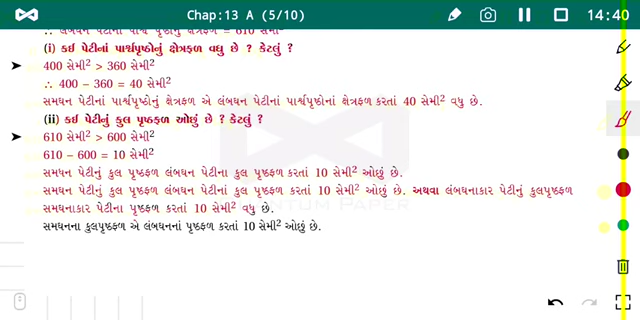 Chap:13 A (5/10)
14:40
∴ લંબઘન પેટીનાં પાર્શ્વ પૃષ્ઠોનું ક્ષેત્રફળ = 610 સેમી²
(i) કઈ પેટીનાં પાર્શ્વપૃષ્ઠોનું ક્ષેત્રફળ વધુ છે ? કેટલું ?
➤ 400 સેમી² > 360 સેમી²
∴ 400 – 360 = 40 સેમી²
સમઘન પેટીનાં પાર્શ્વપૃષ્ઠોનું ક્ષેત્રફળ એ લંબઘન પેટીનાં પાર્શ્વપૃષ્ઠોનાં ક્ષેત્રફળ કરતાં 40 સેમી² વધુ છે.
(ii) કઈ પેટીનું કુલ પૃષ્ઠફળ ઓછું છે ? કેટલું ?
➤ 610 સેમી² > 600 સેમી²
610 – 600 = 10 સેમી²
સમઘન પેટીનું કુલ પૃષ્ઠફળ લંબઘન પેટીના કુલ પૃષ્ઠફળ કરતાં 10 સેમી² ઓછું છે.
સમઘન પેટીનું કુલ પૃષ્ઠફળ લંબઘન પેટીના કુલ પૃષ્ઠફળ કરતાં 10 સેમી² ઓછું છે. અથવા લંબઘનાકાર પેટીનું કુલપૃષ્ઠફળ
સમઘનાકાર પેટીના પૃષ્ઠફળ કરતાં 10 સેમી² વધુ છે.
સમઘનના કુલપૃષ્ઠફળ એ લંબઘનનાં પૃષ્ઠફળ કરતાં 10 સેમી² ઓછું છે.